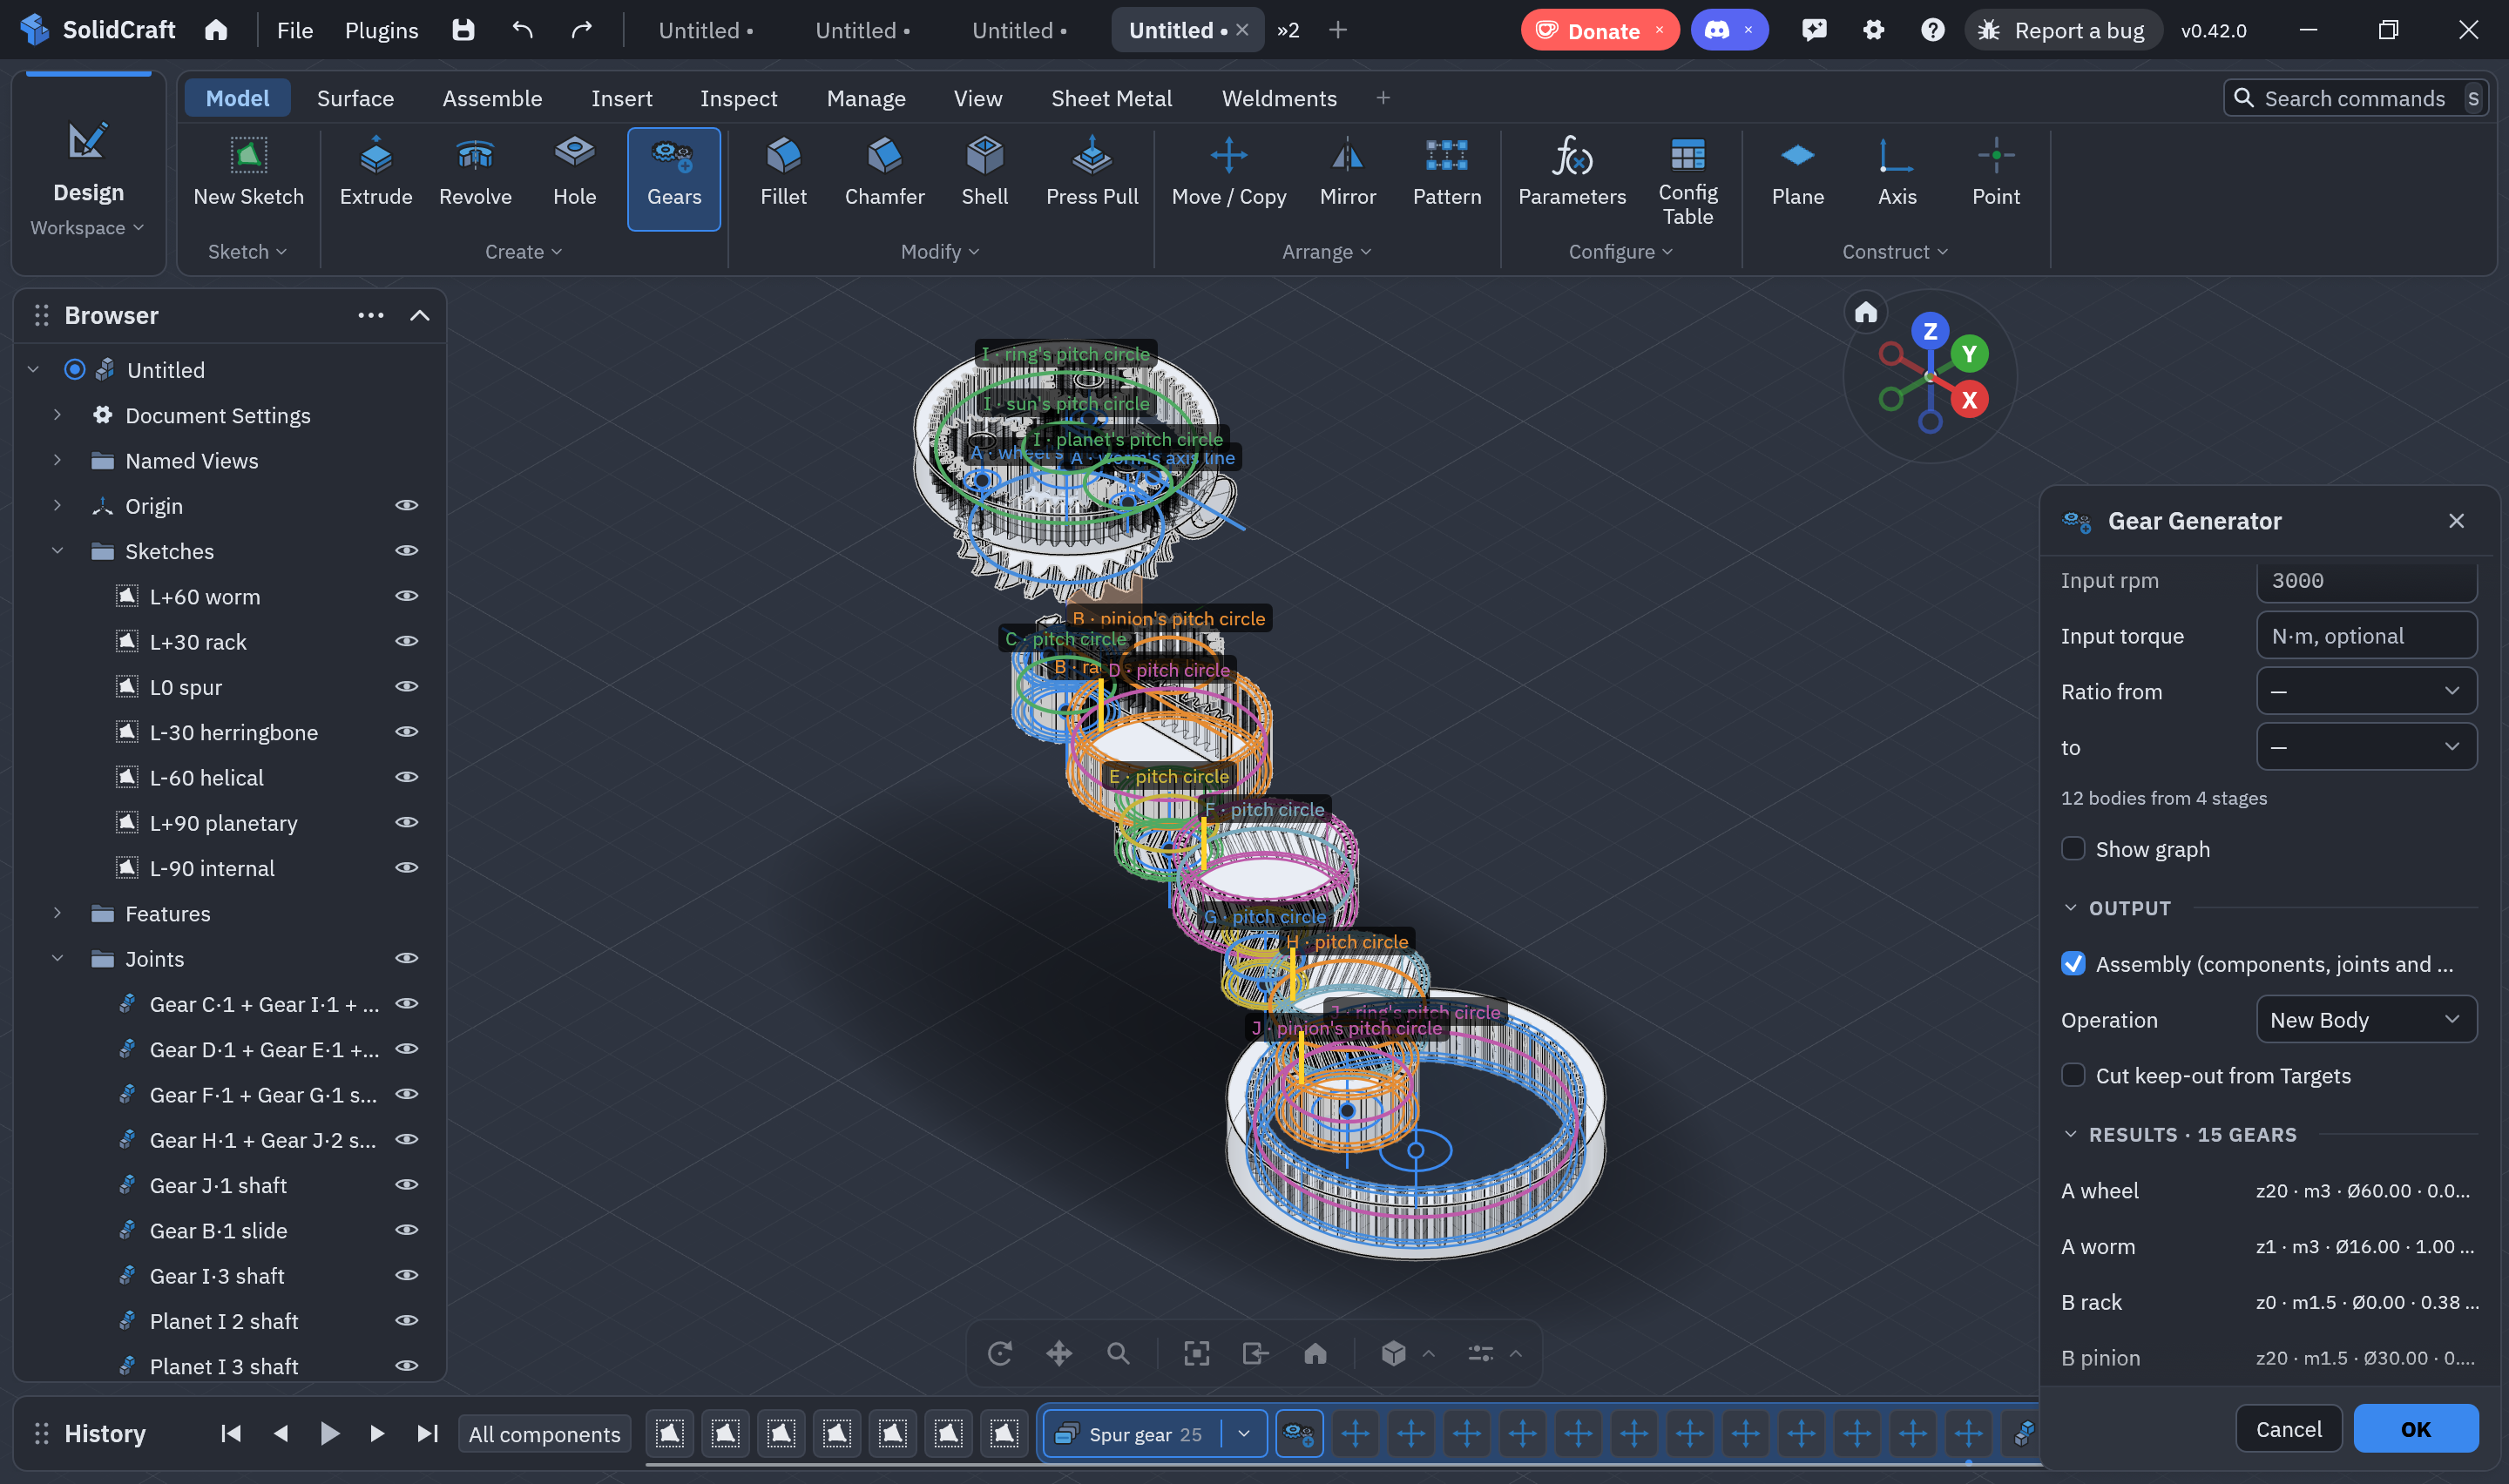 SolidCraft
File
Plugins
Untitled •
Untitled •
Untitled •
Untitled •
»2
Donate
Report a bug
v0.42.0
Design
Workspace
Model
Surface
Assemble
Insert
Inspect
Manage
View
Sheet Metal
Weldments
Search commands
S
New Sketch
Extrude
Revolve
Hole
Gears
Fillet
Chamfer
Shell
Press Pull
Move / Copy
Mirror
Pattern
Parameters
Config
Table
Plane
Axis
Point
Sketch
Create
Modify
Arrange
Configure
Construct
Browser
Untitled
Document Settings
Named Views
Origin
Sketches
L+60 worm
L+30 rack
L0 spur
L-30 herringbone
L-60 helical
L+90 planetary
L-90 internal
Features
Joints
Gear C·1 + Gear I·1 + ...
Gear D·1 + Gear E·1 +...
Gear F·1 + Gear G·1 s...
Gear H·1 + Gear J·2 s...
Gear J·1 shaft
Gear B·1 slide
Gear I·3 shaft
Planet I 2 shaft
Planet I 3 shaft
I · ring's pitch circle
I · sun's pitch circle
I · planet's pitch circle
A · wheel's
A · worm's axis line
B · pinion's pitch circle
C · pitch circle
B · ra
D · pitch circle
E · pitch circle
F · pitch circle
G · pitch circle
H · pitch circle
J · ring's pitch circle
J · pinion's pitch circle
Z
Y
X
Gear Generator
Input rpm
3000
Input torque
N·m, optional
Ratio from
—
to
—
12 bodies from 4 stages
Show graph
OUTPUT
Assembly (components, joints and ...
Operation
New Body
Cut keep-out from Targets
RESULTS · 15 GEARS
A wheel
z20 · m3 · Ø60.00 · 0.0...
A worm
z1 · m3 · Ø16.00 · 1.00 ...
B rack
z0 · m1.5 · Ø0.00 · 0.38 ...
B pinion
z20 · m1.5 · Ø30.00 · 0....
Cancel
OK
History
All components
Spur gear 25